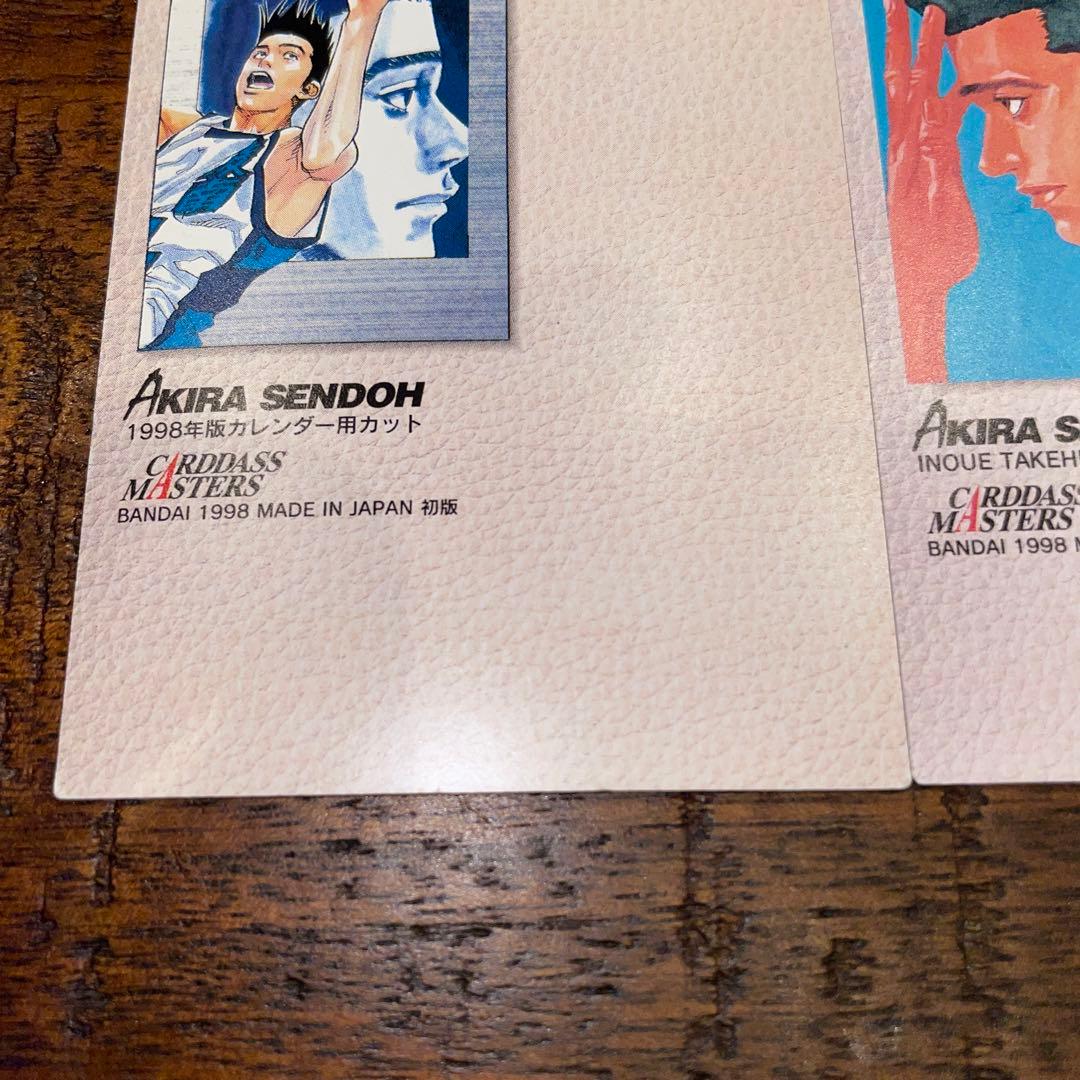 AKIRA SENDOH
1998年版カレンダー用カット
CARDDASS
MASTERS
BANDAI 1998 MADE IN JAPAN 初版
AKIRA S
INOUE TAKEH
CARDDASS
MASTERS
BANDAI 1998 M